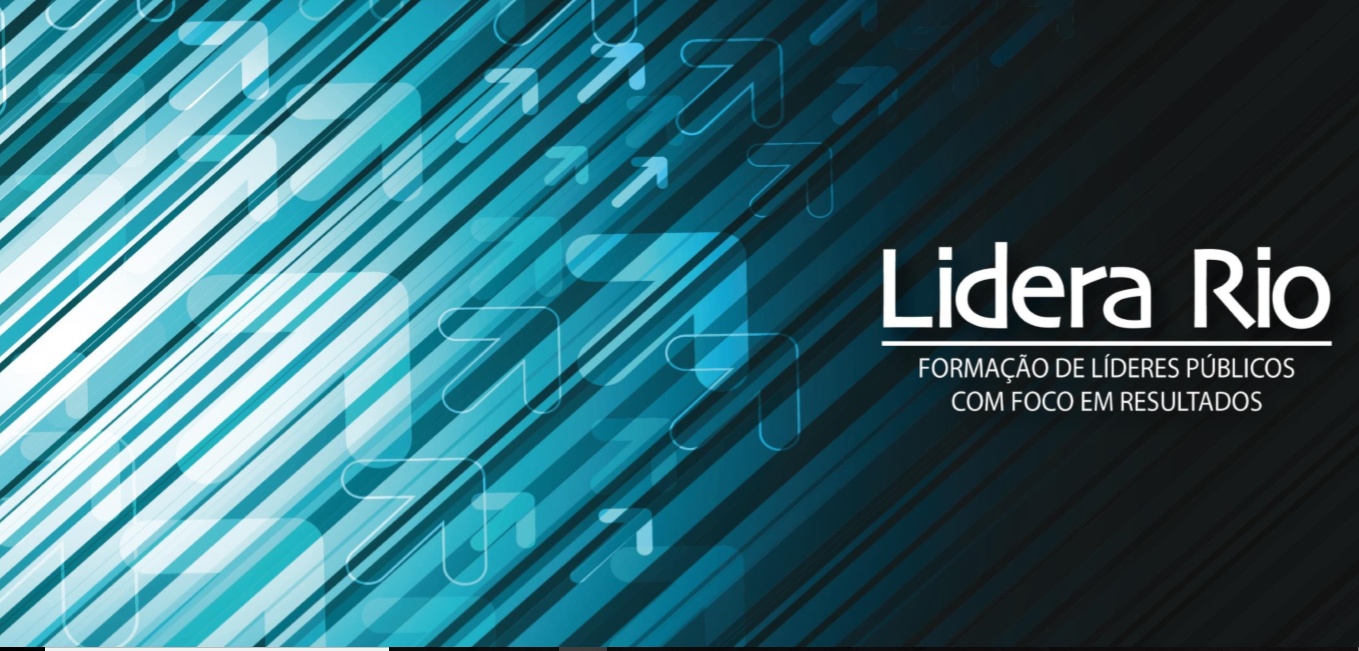 Lidera Rio
FORMAÇÃO DE LÍDERES PÚBLICOS
COM FOCO EM RESULTADOS